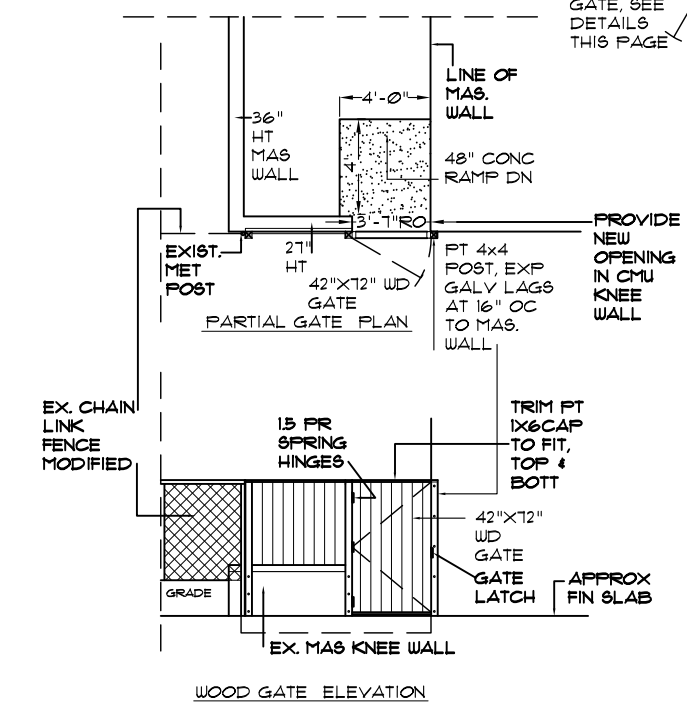 GATE, SEE
DETAILS
THIS PAGE
LINE OF
MAS.
WALL
4'-0"
36"
HT
MAS
WALL
4'
48" CONC
RAMP DN
3'-7"RO
PROVIDE
NEW
OPENING
IN CMU
KNEE
WALL
EXIST.
MET
POST
27"
HT
42"X72" WD
GATE
PT 4x4
POST, EXP
GALV LAGS
AT 16" OC
TO MAS.
WALL
PARTIAL GATE PLAN
EX. CHAIN
LINK
FENCE
MODIFIED
1.5 PR
SPRING
HINGES
TRIM PT
1X6CAP
TO FIT,
TOP &
BOTT
42"X72"
WD
GATE
GATE
LATCH
APPROX
FIN SLAB
GRADE
EX. MAS KNEE WALL
WOOD GATE ELEVATION